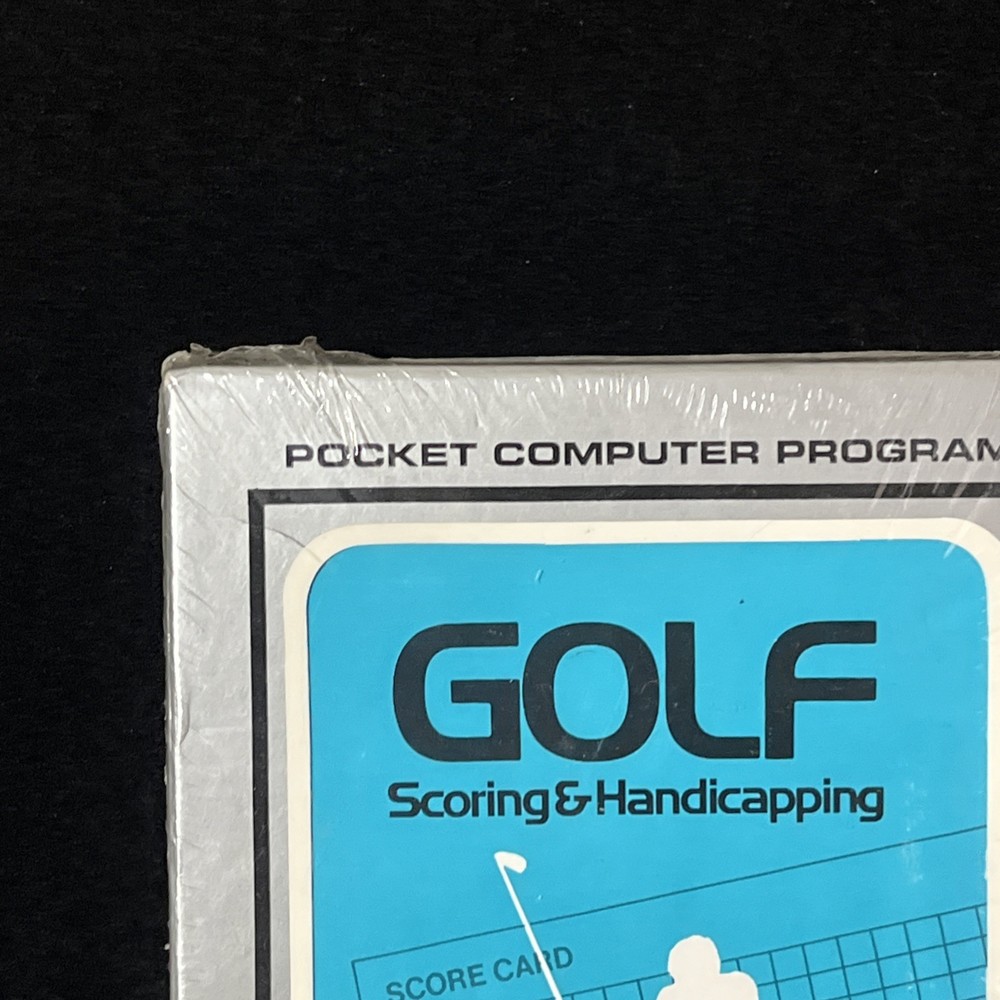 POCKET COMPUTER PROGRAM
GOLF
Scoring & Handicapping
SCORE CARD